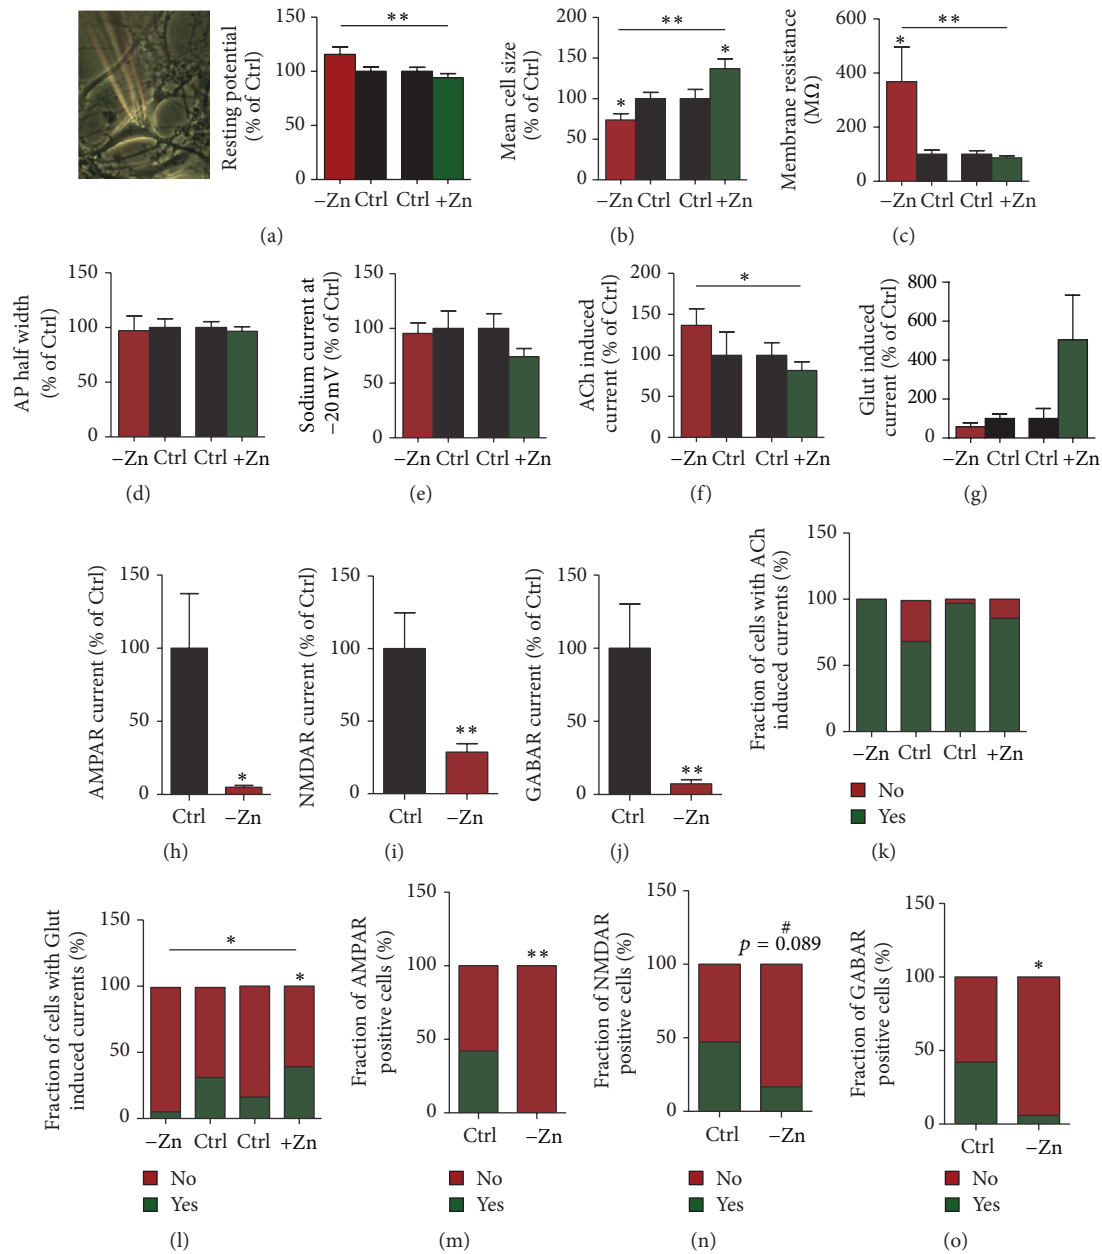 Resting potential
(% of Ctrl)
150
100
50
0
**
−Zn Ctrl Ctrl +Zn
(a)
Mean cell size
(% of Ctrl)
200
150
100
50
0
**
*
*
−Zn Ctrl Ctrl +Zn
(b)
Membrane resistance
(MΩ)
600
400
200
0
**
*
−Zn Ctrl Ctrl +Zn
(c)
AP half width
(% of Ctrl)
150
100
50
0
−Zn Ctrl Ctrl +Zn
(d)
Sodium current at
−20 mV (% of Ctrl)
150
100
50
0
−Zn Ctrl Ctrl +Zn
(e)
ACh induced
current (% of Ctrl)
200
150
100
50
0
*
−Zn Ctrl Ctrl +Zn
(f)
Glut induced
current (% of Ctrl)
800
600
400
200
0
−Zn Ctrl Ctrl +Zn
(g)
AMPAR current (% of Ctrl)
150
100
50
0
*
Ctrl −Zn
(h)
NMDAR current (% of Ctrl)
150
100
50
0
**
Ctrl −Zn
(i)
GABAR current (% of Ctrl)
150
100
50
0
**
Ctrl −Zn
(j)
Fraction of cells with ACh
induced currents (%)
150
100
50
0
−Zn Ctrl Ctrl +Zn
No
Yes
(k)
Fraction of cells with Glut
induced currents (%)
150
100
50
0
*
*
−Zn Ctrl Ctrl +Zn
No
Yes
(l)
Fraction of AMPAR
positive cells (%)
150
100
50
0
**
Ctrl −Zn
No
Yes
(m)
Fraction of NMDAR
positive cells (%)
150
100
50
0
#
p = 0.089
Ctrl −Zn
No
Yes
(n)
Fraction of GABAR
positive cells (%)
150
100
50
0
*
Ctrl −Zn
No
Yes
(o)